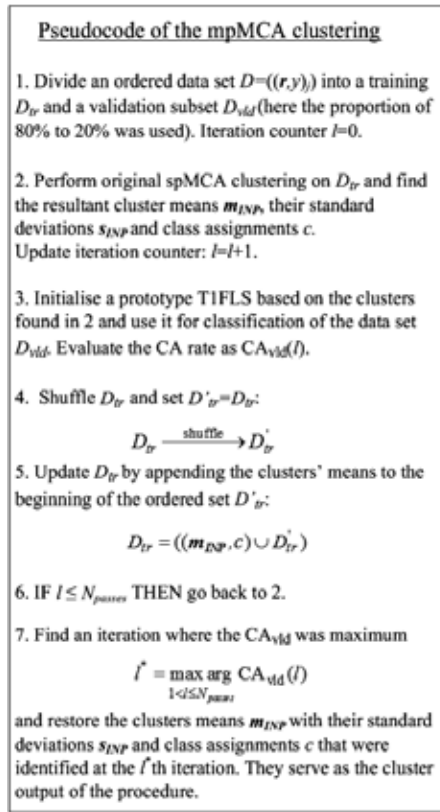 Pseudocode of the mpMCA clustering
1. Divide an ordered data set D=((r,y)j) into a training
Dtr and a validation subset Dvld (here the proportion of
80% to 20% was used). Iteration counter l=0.
2. Perform original spMCA clustering on Dtr and find
the resultant cluster means mINP, their standard
deviations sINP and class assignments c.
Update iteration counter: l=l+1.
3. Initialise a prototype T1FLS based on the clusters
found in 2 and use it for classification of the data set
Dvld. Evaluate the CA rate as CAvld(l).
4. Shuffle Dtr and set D'tr=Dtr:
Dtr shuffle→ D'tr
5. Update Dtr by appending the clusters' means to the
beginning of the ordered set D'tr:
Dtr = ((mINP,c)∪D'tr)
6. IF l ≤ Npasses THEN go back to 2.
7. Find an iteration where the CAvld was maximum
l* = max arg CAvld(l)
1<l≤Npasses
and restore the clusters means mINP with their standard
deviations sINP and class assignments c that were
identified at the l*th iteration. They serve as the cluster
output of the procedure.